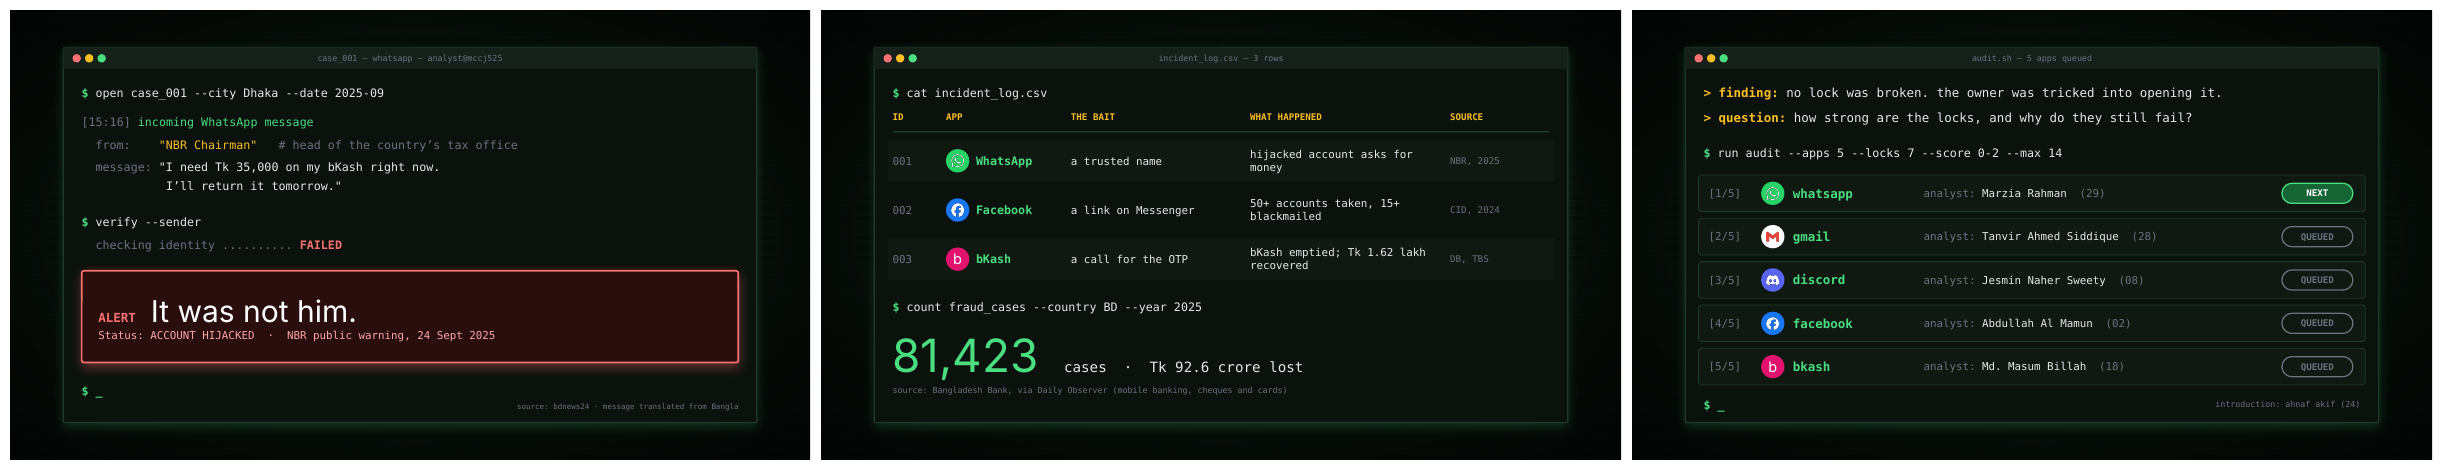 case_001 — whatsapp — analyst@mccj525
$ open case_001 --city Dhaka --date 2025-09
[15:16] incoming WhatsApp message
from: "NBR Chairman" # head of the country's tax office
message: "I need Tk 35,000 on my bKash right now.
I'll return it tomorrow."
$ verify --sender
checking identity .......... FAILED
ALERT It was not him.
Status: ACCOUNT HIJACKED · NBR public warning, 24 Sept 2025
$ _
source: bdnews24 · message translated from Bangla
incident_log.csv — 3 rows
$ cat incident_log.csv
ID APP THE BAIT WHAT HAPPENED SOURCE
001 WhatsApp a trusted name hijacked account asks for money NBR, 2025
002 Facebook a link on Messenger 50+ accounts taken, 15+ blackmailed CID, 2024
003 b bKash a call for the OTP bKash emptied; Tk 1.62 lakh recovered DB, TBS
$ count fraud_cases --country BD --year 2025
81,423 cases · Tk 92.6 crore lost
source: Bangladesh Bank, via Daily Observer (mobile banking, cheques and cards)
audit.sh — 5 apps queued
> finding: no lock was broken. the owner was tricked into opening it.
> question: how strong are the locks, and why do they still fail?
$ run audit --apps 5 --locks 7 --score 0-2 --max 14
[1/5] whatsapp analyst: Marzia Rahman (29) NEXT
[2/5] gmail analyst: Tanvir Ahmed Siddique (28) QUEUED
[3/5] discord analyst: Jesmin Naher Sweety (08) QUEUED
[4/5] facebook analyst: Abdullah Al Mamun (02) QUEUED
[5/5] b bkash analyst: Md. Masum Billah (18) QUEUED
$ _
introduction: ahnaf akif (24)